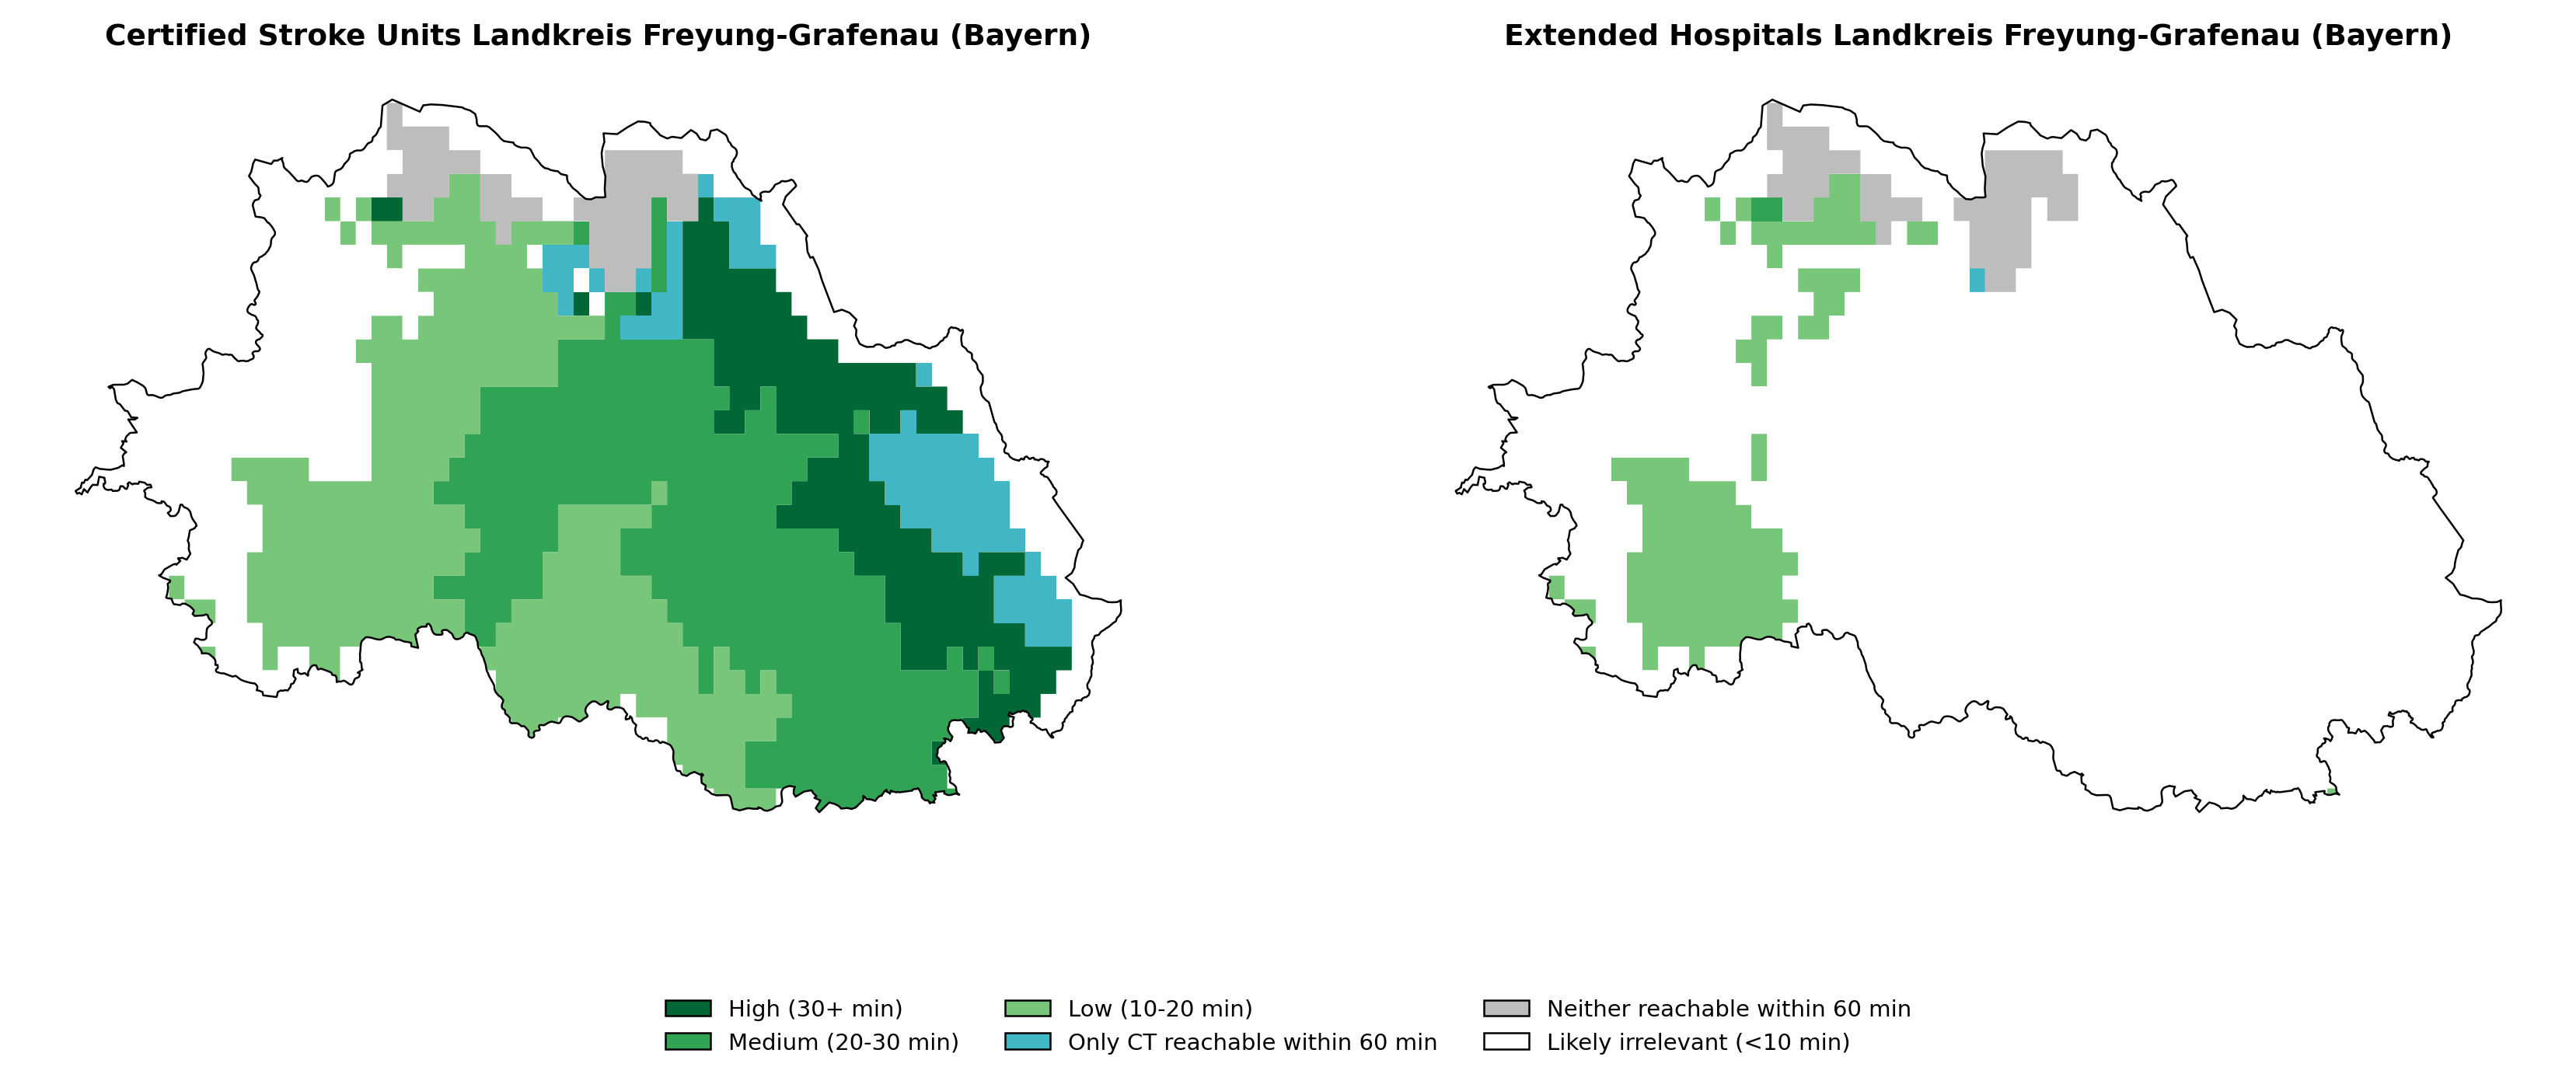 Certified Stroke Units Landkreis Freyung-Grafenau (Bayern)
Extended Hospitals Landkreis Freyung-Grafenau (Bayern)
High (30+ min)
Medium (20-30 min)
Low (10-20 min)
Only CT reachable within 60 min
Neither reachable within 60 min
Likely irrelevant (<10 min)